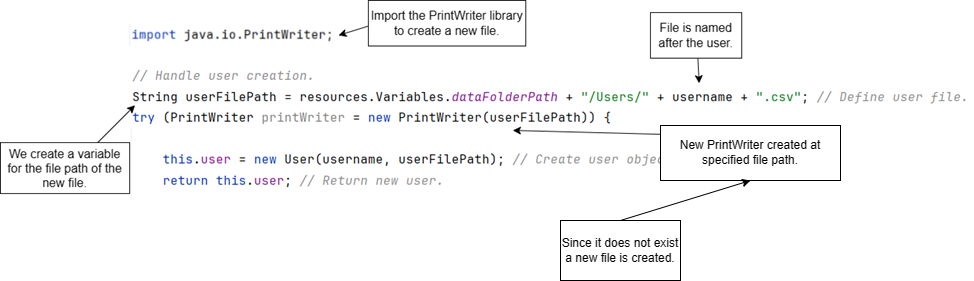 Import the PrintWriter library
to create a new file.
File is named
after the user.
import java.io.PrintWriter;
// Handle user creation.
String userFilePath = resources.Variables.dataFolderPath + "/Users/" + username + ".csv"; // Define user file.
try (PrintWriter printWriter = new PrintWriter(userFilePath)) {
We create a variable
for the file path of the
new file.
New PrintWriter created at
specified file path.
this.user = new User(username, userFilePath); // Create user objec
return this.user; // Return new user.
Since it does not exist
a new file is created.